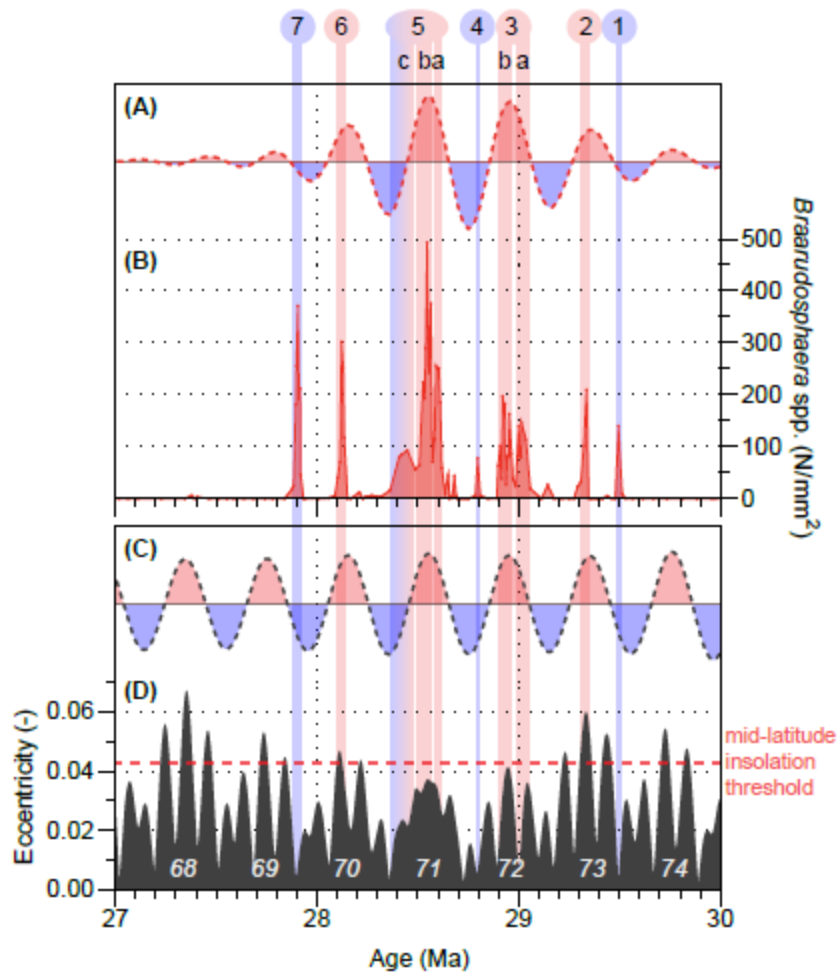 7 6 5 4 3 2 1
c b a b a
(A)
(B)
500
400
300
200
100
0
Braarudosphaera spp. (N/mm²)
(C)
(D)
0.06
0.04
0.02
0.00
Eccentricity (-)
mid-latitude
insolation
threshold
68 69 70 71 72 73 74
27 28 29 30
Age (Ma)